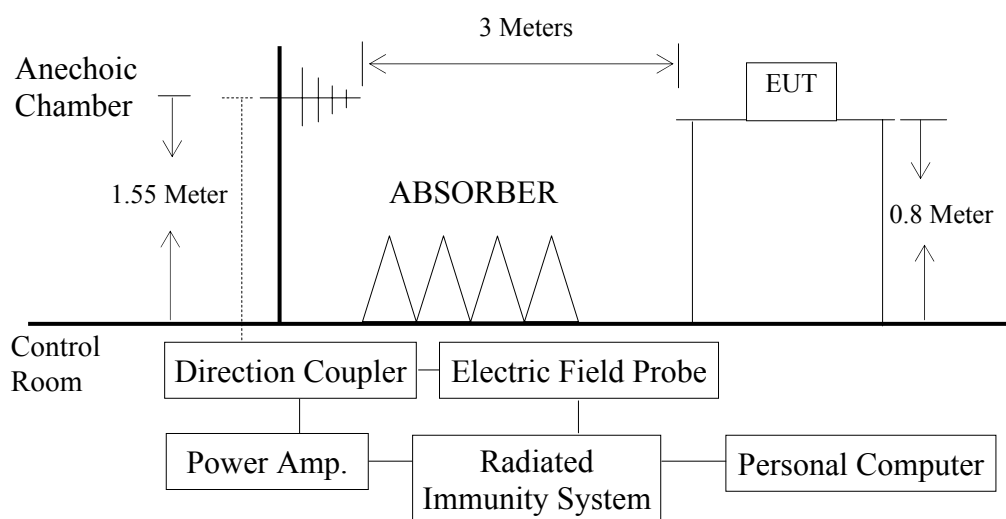 3 Meters
Anechoic
Chamber
EUT
1.55 Meter
ABSORBER
0.8 Meter
Control
Room
Direction Coupler
Electric Field Probe
Power Amp.
Radiated
Immunity System
Personal Computer